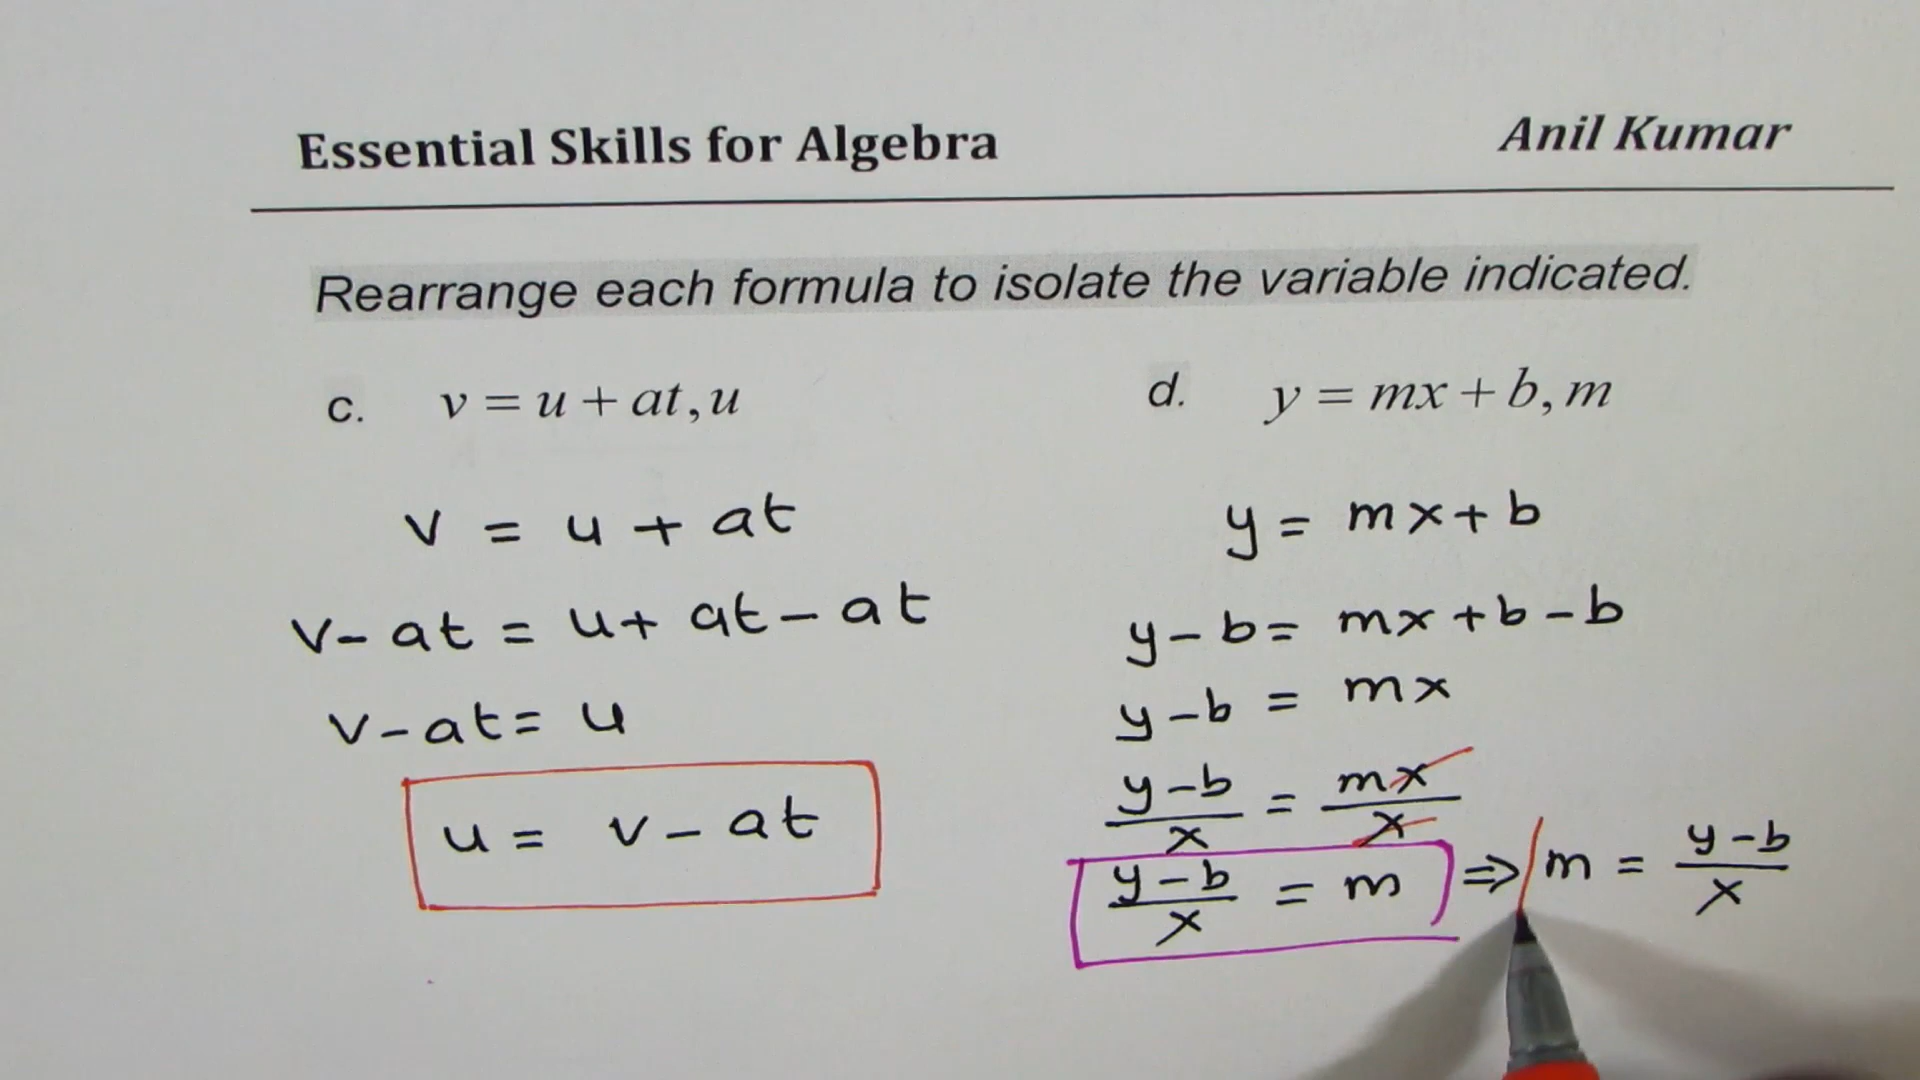 Essential Skills for Algebra
Anil Kumar
Rearrange each formula to isolate the variable indicated.
c. v = u + at, u
v = u + at
v - at = u + at - at
v - at = u
u = v - at
d. y = mx + b, m
y = mx + b
y - b = mx + b - b
y - b = mx
(y - b)/x = mx/x
(y - b)/x = m ⇒ m = (y - b)/x